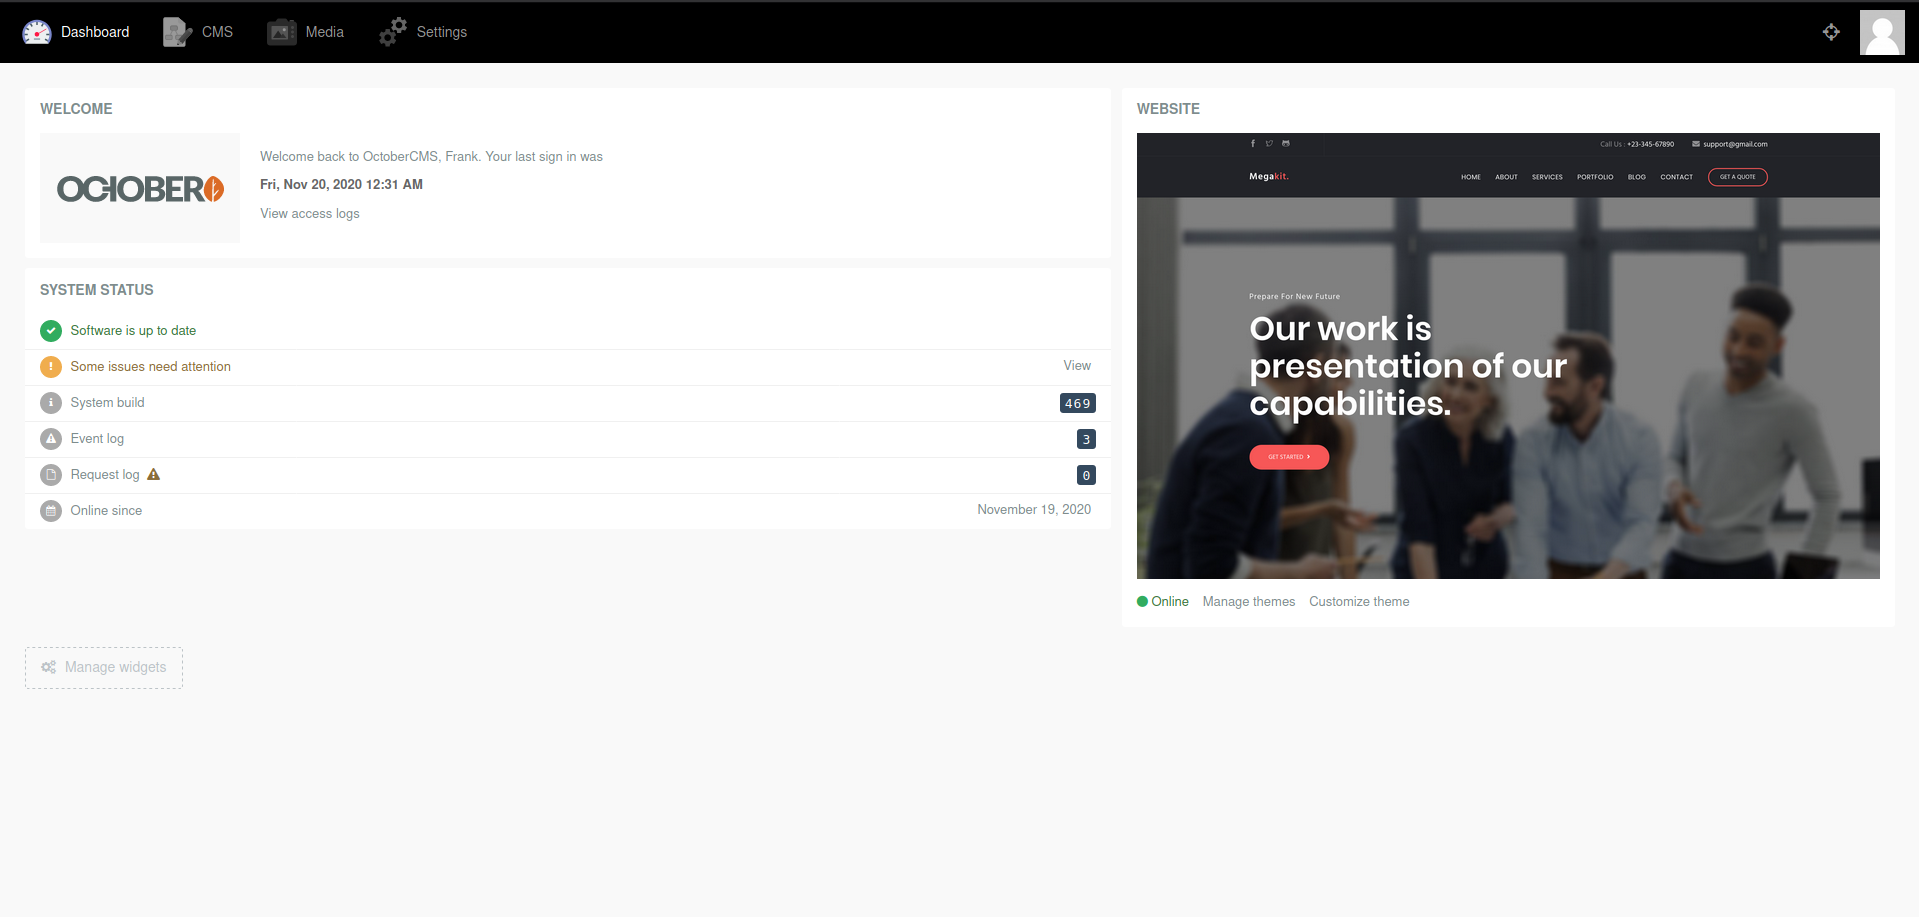 Dashboard
CMS
Media
Settings
WELCOME
OCTOBER
Welcome back to OctoberCMS, Frank. Your last sign in was
Fri, Nov 20, 2020 12:31 AM
View access logs
SYSTEM STATUS
Software is up to date
Some issues need attention View
System build 469
Event log 3
Request log 0
Online since November 19, 2020
WEBSITE
Call Us : +23-345-67890 support@gmail.com
Megakit. HOME ABOUT SERVICES PORTFOLIO BLOG CONTACT GET A QUOTE
Prepare For New Future
Our work is
presentation of our
capabilities.
GET STARTED
Online Manage themes Customize theme
Manage widgets